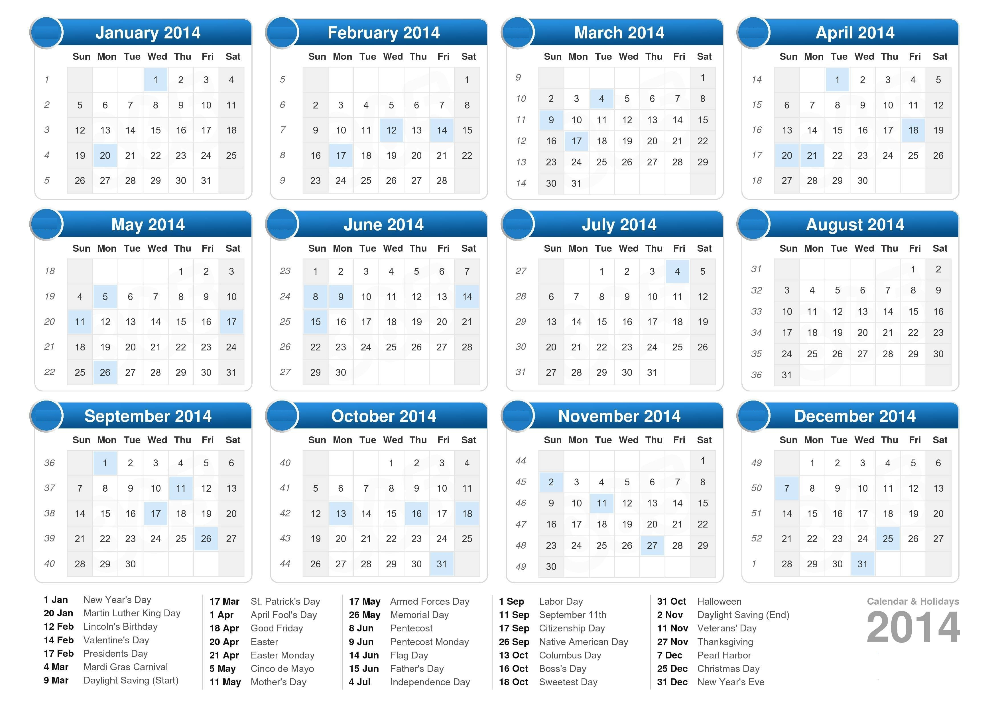 January 2014
Sun Mon Tue Wed Thu Fri Sat
1 1 2 3 4
2 5 6 7 8 9 10 11
3 12 13 14 15 16 17 18
4 19 20 21 22 23 24 25
5 26 27 28 29 30 31
February 2014
Sun Mon Tue Wed Thu Fri Sat
5 1
6 2 3 4 5 6 7 8
7 9 10 11 12 13 14 15
8 16 17 18 19 20 21 22
9 23 24 25 26 27 28
March 2014
Sun Mon Tue Wed Thu Fri Sat
9 1
10 2 3 4 5 6 7 8
11 9 10 11 12 13 14 15
12 16 17 18 19 20 21 22
13 23 24 25 26 27 28 29
14 30 31
April 2014
Sun Mon Tue Wed Thu Fri Sat
14 1 2 3 4 5
15 6 7 8 9 10 11 12
16 13 14 15 16 17 18 19
17 20 21 22 23 24 25 26
18 27 28 29 30
May 2014
Sun Mon Tue Wed Thu Fri Sat
18 1 2 3
19 4 5 6 7 8 9 10
20 11 12 13 14 15 16 17
21 18 19 20 21 22 23 24
22 25 26 27 28 29 30 31
June 2014
Sun Mon Tue Wed Thu Fri Sat
23 1 2 3 4 5 6 7
24 8 9 10 11 12 13 14
25 15 16 17 18 19 20 21
26 22 23 24 25 26 27 28
27 29 30
July 2014
Sun Mon Tue Wed Thu Fri Sat
27 1 2 3 4 5
28 6 7 8 9 10 11 12
29 13 14 15 16 17 18 19
30 20 21 22 23 24 25 26
31 27 28 29 30 31
August 2014
Sun Mon Tue Wed Thu Fri Sat
31 1 2
32 3 4 5 6 7 8 9
33 10 11 12 13 14 15 16
34 17 18 19 20 21 22 23
35 24 25 26 27 28 29 30
36 31
September 2014
Sun Mon Tue Wed Thu Fri Sat
36 1 2 3 4 5 6
37 7 8 9 10 11 12 13
38 14 15 16 17 18 19 20
39 21 22 23 24 25 26 27
40 28 29 30
October 2014
Sun Mon Tue Wed Thu Fri Sat
40 1 2 3 4
41 5 6 7 8 9 10 11
42 12 13 14 15 16 17 18
43 19 20 21 22 23 24 25
44 26 27 28 29 30 31
November 2014
Sun Mon Tue Wed Thu Fri Sat
44 1
45 2 3 4 5 6 7 8
46 9 10 11 12 13 14 15
47 16 17 18 19 20 21 22
48 23 24 25 26 27 28 29
49 30
December 2014
Sun Mon Tue Wed Thu Fri Sat
49 1 2 3 4 5 6
50 7 8 9 10 11 12 13
51 14 15 16 17 18 19 20
52 21 22 23 24 25 26 27
1 28 29 30 31
1 Jan New Year's Day
20 Jan Martin Luther King Day
12 Feb Lincoln's Birthday
14 Feb Valentine's Day
17 Feb Presidents Day
4 Mar Mardi Gras Carnival
9 Mar Daylight Saving (Start)
17 Mar St. Patrick's Day
1 Apr April Fool's Day
18 Apr Good Friday
20 Apr Easter
21 Apr Easter Monday
5 May Cinco de Mayo
11 May Mother's Day
17 May Armed Forces Day
26 May Memorial Day
8 Jun Pentecost
9 Jun Pentecost Monday
14 Jun Flag Day
15 Jun Father's Day
4 Jul Independence Day
1 Sep Labor Day
11 Sep September 11th
17 Sep Citizenship Day
26 Sep Native American Day
13 Oct Columbus Day
16 Oct Boss's Day
18 Oct Sweetest Day
31 Oct Halloween
2 Nov Daylight Saving (End)
11 Nov Veterans' Day
27 Nov Thanksgiving
7 Dec Pearl Harbor
25 Dec Christmas Day
31 Dec New Year's Eve
Calendar & Holidays
2014